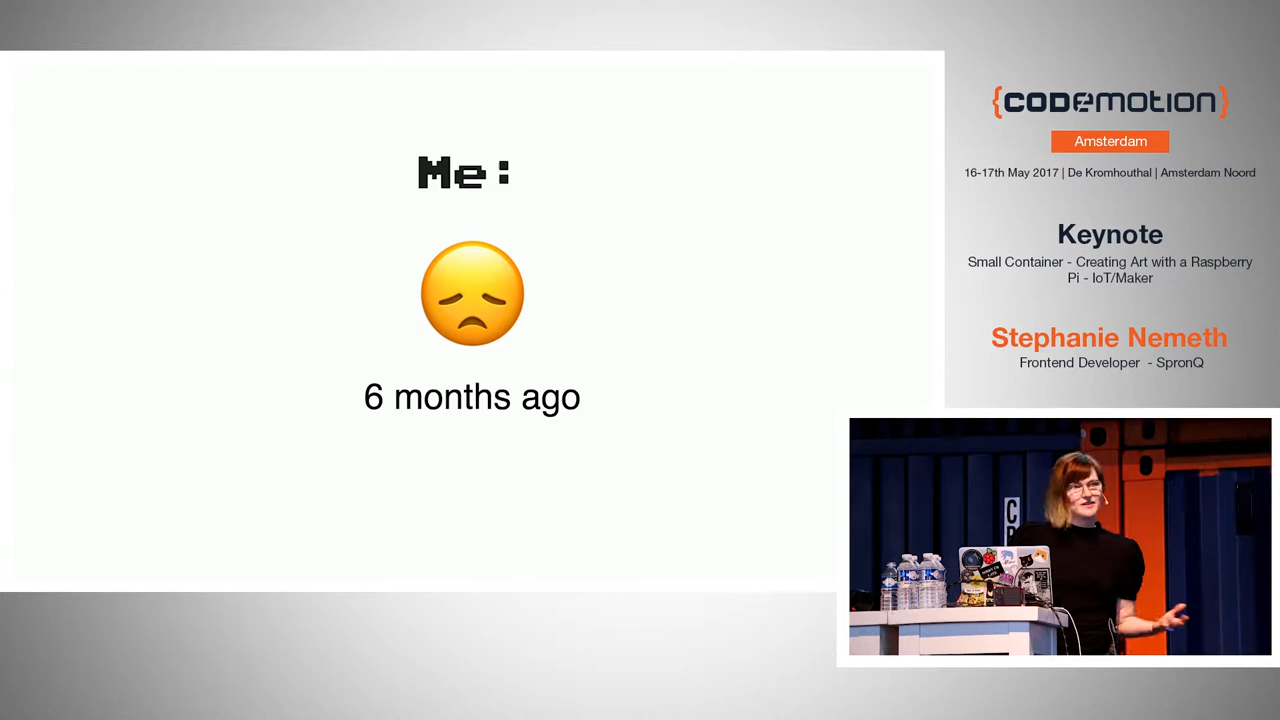 Me:
6 months ago
{CODEMOTION}
Amsterdam
16-17th May 2017 | De Kromhouthal | Amsterdam Noord
Keynote
Small Container - Creating Art with a Raspberry
Pi - IoT/Maker
Stephanie Nemeth
Frontend Developer - SpronQ